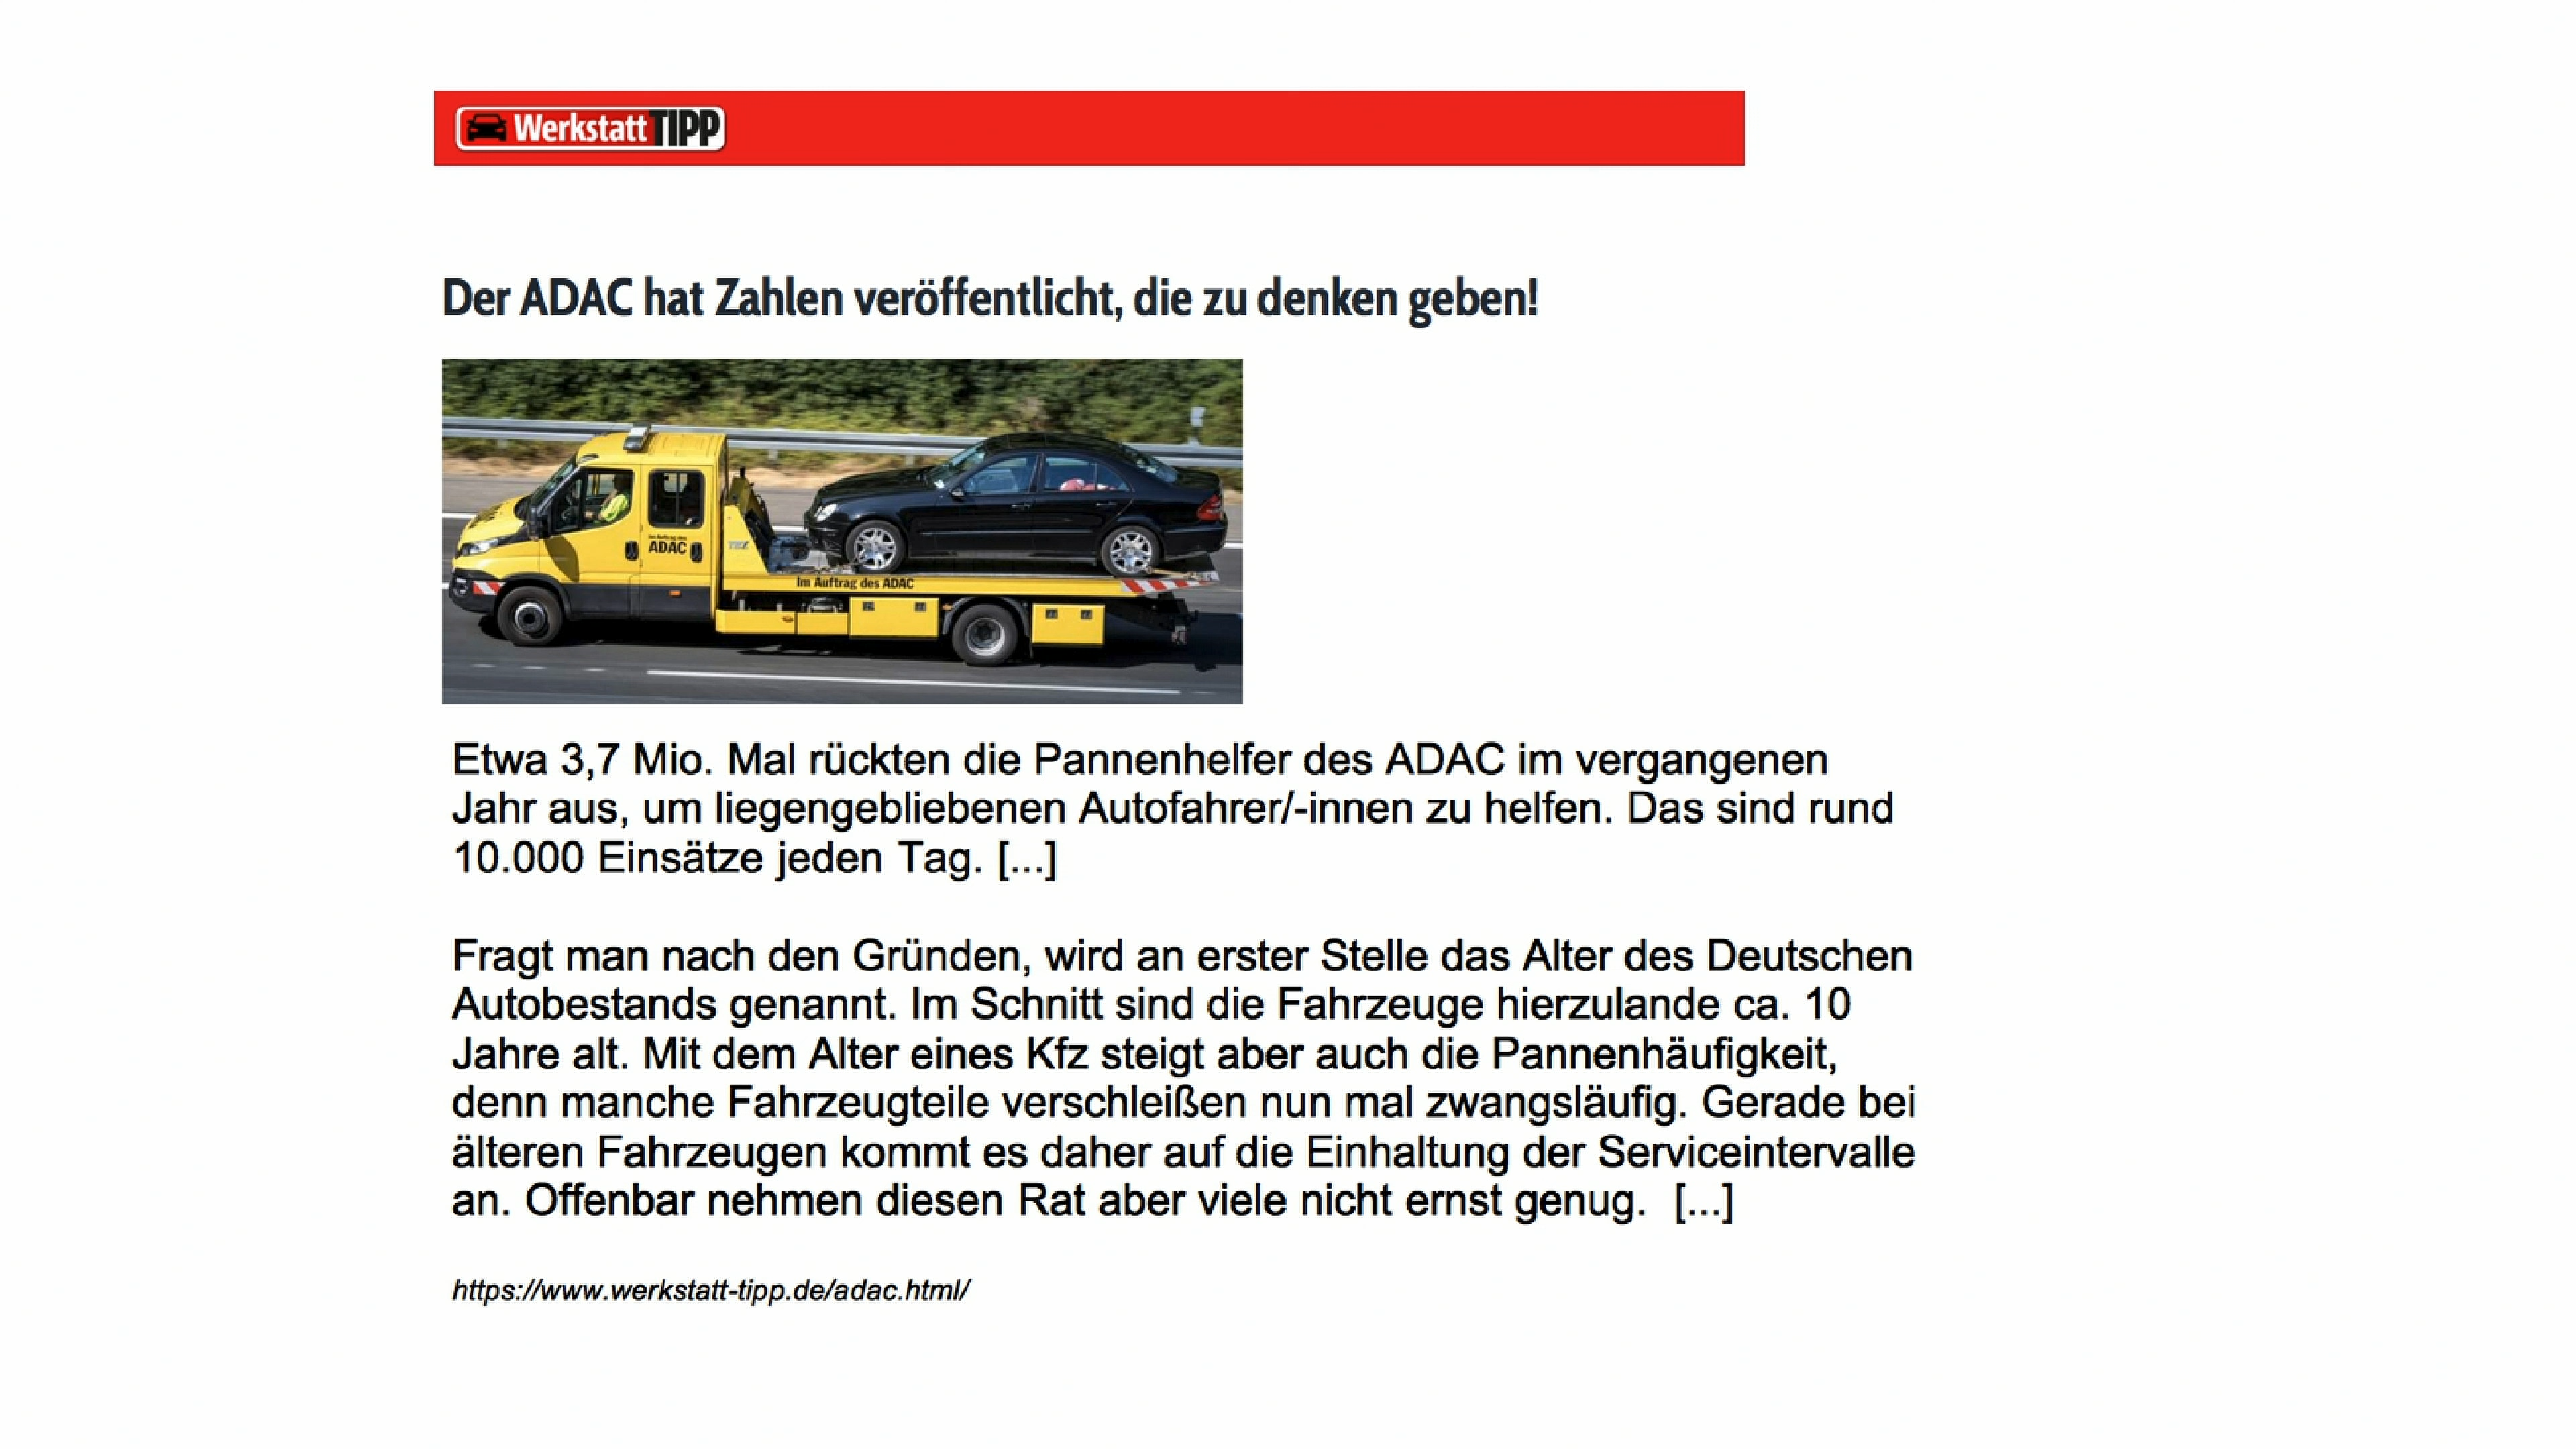 WerkstattTIPP
Der ADAC hat Zahlen veröffentlicht, die zu denken geben!
ADAC
Im Auftrag des ADAC
Etwa 3,7 Mio. Mal rückten die Pannenhelfer des ADAC im vergangenen
Jahr aus, um liegengebliebenen Autofahrer/-innen zu helfen. Das sind rund
10.000 Einsätze jeden Tag. [...]
Fragt man nach den Gründen, wird an erster Stelle das Alter des Deutschen
Autobestands genannt. Im Schnitt sind die Fahrzeuge hierzulande ca. 10
Jahre alt. Mit dem Alter eines Kfz steigt aber auch die Pannenhäufigkeit,
denn manche Fahrzeugteile verschleißen nun mal zwangsläufig. Gerade bei
älteren Fahrzeugen kommt es daher auf die Einhaltung der Serviceintervalle
an. Offenbar nehmen diesen Rat aber viele nicht ernst genug. [...]
https://www.werkstatt-tipp.de/adac.html/